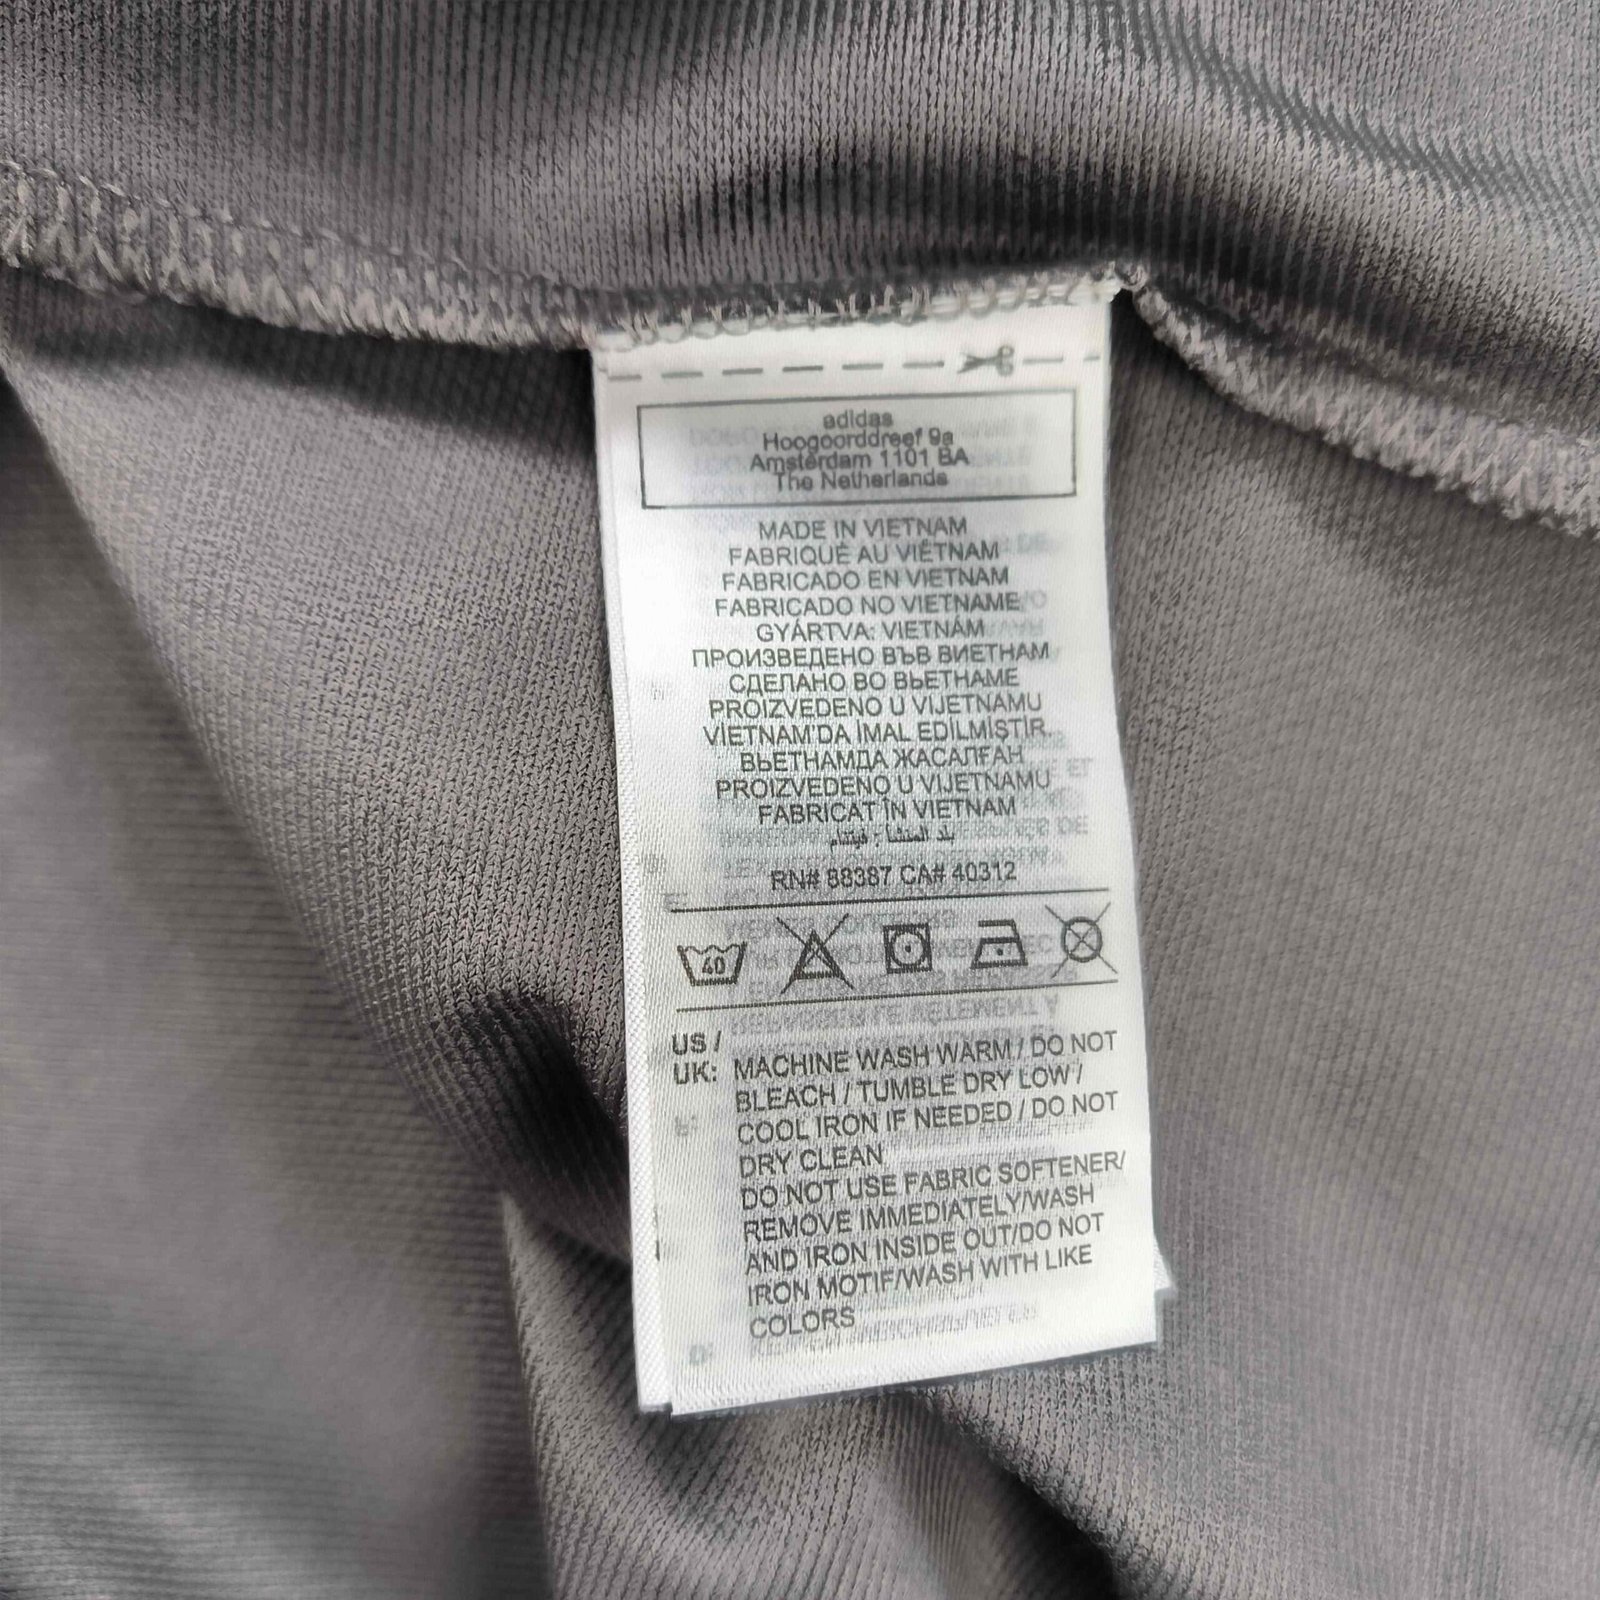 adidas
Hoogoorddreef 9a
Amsterdam 1101 BA
The Netherlands
MADE IN VIETNAM
FABRIQUÉ AU VIÊTNAM
FABRICADO EN VIETNAM
FABRICADO NO VIETNAME
GYÁRTVA: VIETNÁM
ПРОИЗВЕДЕНО ВЪВ ВИЕТНАМ
СДЕЛАНО ВО ВЬЕТНАМЕ
PROIZVEDENO U VIJETNAMU
VIETNAM'DA İMAL EDİLMİŞTİR.
ВЬЕТНАМДА ЖАСАЛҒАН
PROIZVEDENO U VIJETNAMU
FABRICAT ÎN VIETNAM
بلد المنشأ : فيتنام
RN# 88387 CA# 40312
40
US /
UK: MACHINE WASH WARM / DO NOT
BLEACH / TUMBLE DRY LOW /
COOL IRON IF NEEDED / DO NOT
DRY CLEAN
DO NOT USE FABRIC SOFTENER/
REMOVE IMMEDIATELY/WASH
AND IRON INSIDE OUT/DO NOT
IRON MOTIF/WASH WITH LIKE
COLORS